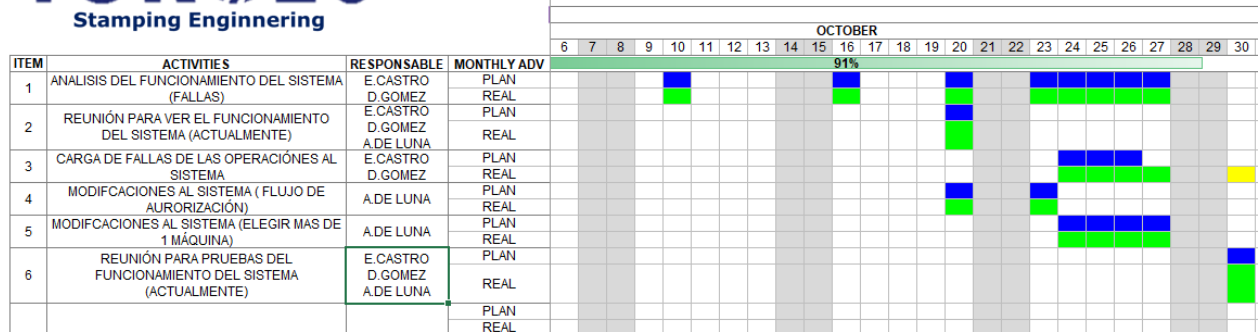 Stamping Enginnering
OCTOBER
6 7 8 9 10 11 12 13 14 15 16 17 18 19 20 21 22 23 24 25 26 27 28 29 30
ITEM ACTIVITIES RESPONSABLE MONTHLY ADV 91%
1 ANALISIS DEL FUNCIONAMIENTO DEL SISTEMA (FALLAS) E.CASTRO D.GOMEZ PLAN REAL
2 REUNIÓN PARA VER EL FUNCIONAMIENTO DEL SISTEMA (ACTUALMENTE) E.CASTRO D.GOMEZ A.DE LUNA PLAN REAL
3 CARGA DE FALLAS DE LAS OPERACIÓNES AL SISTEMA E.CASTRO D.GOMEZ PLAN REAL
4 MODIFCACIONES AL SISTEMA ( FLUJO DE AURORIZACIÓN) A.DE LUNA PLAN REAL
5 MODIFCACIONES AL SISTEMA (ELEGIR MAS DE 1 MÁQUINA) A.DE LUNA PLAN REAL
6 REUNIÓN PARA PRUEBAS DEL FUNCIONAMIENTO DEL SISTEMA (ACTUALMENTE) E.CASTRO D.GOMEZ A.DE LUNA PLAN REAL
PLAN
REAL